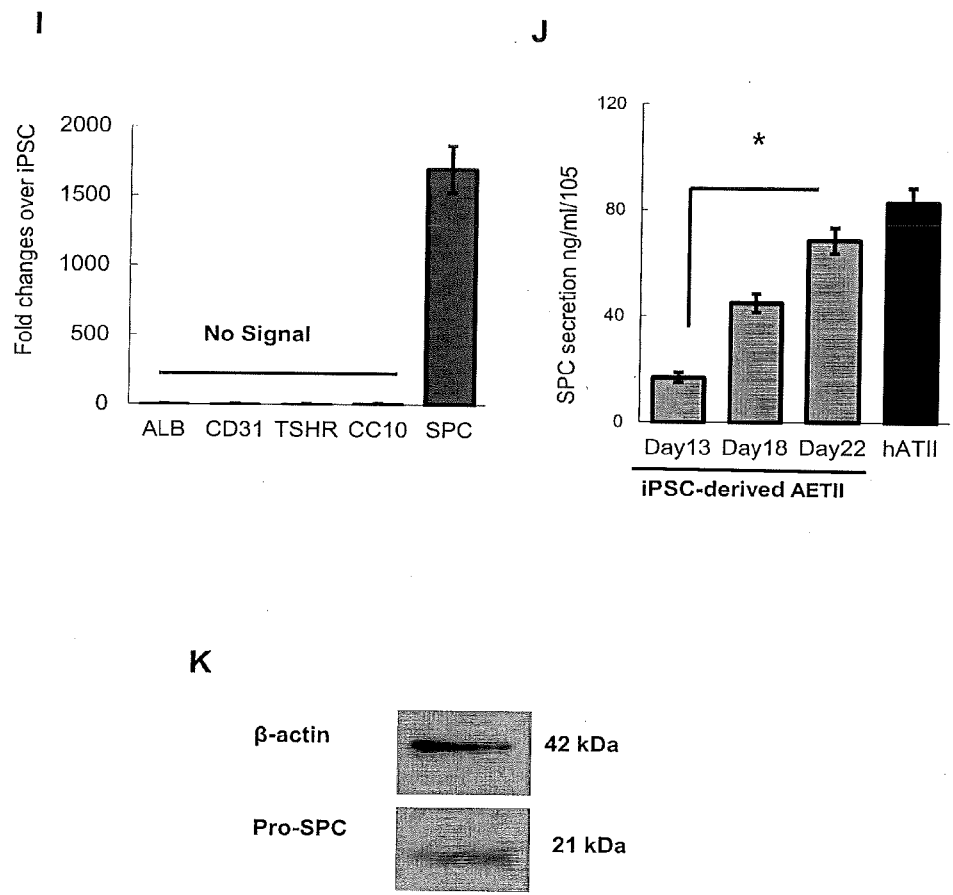 I
J
Fold changes over iPSC
2000
1500
1000
500
0
No Signal
ALB CD31 TSHR CC10 SPC
SPC secretion ng/ml/105
120
80
40
0
*
Day13 Day18 Day22 hATII
iPSC-derived AETII
K
β-actin
42 kDa
Pro-SPC
21 kDa